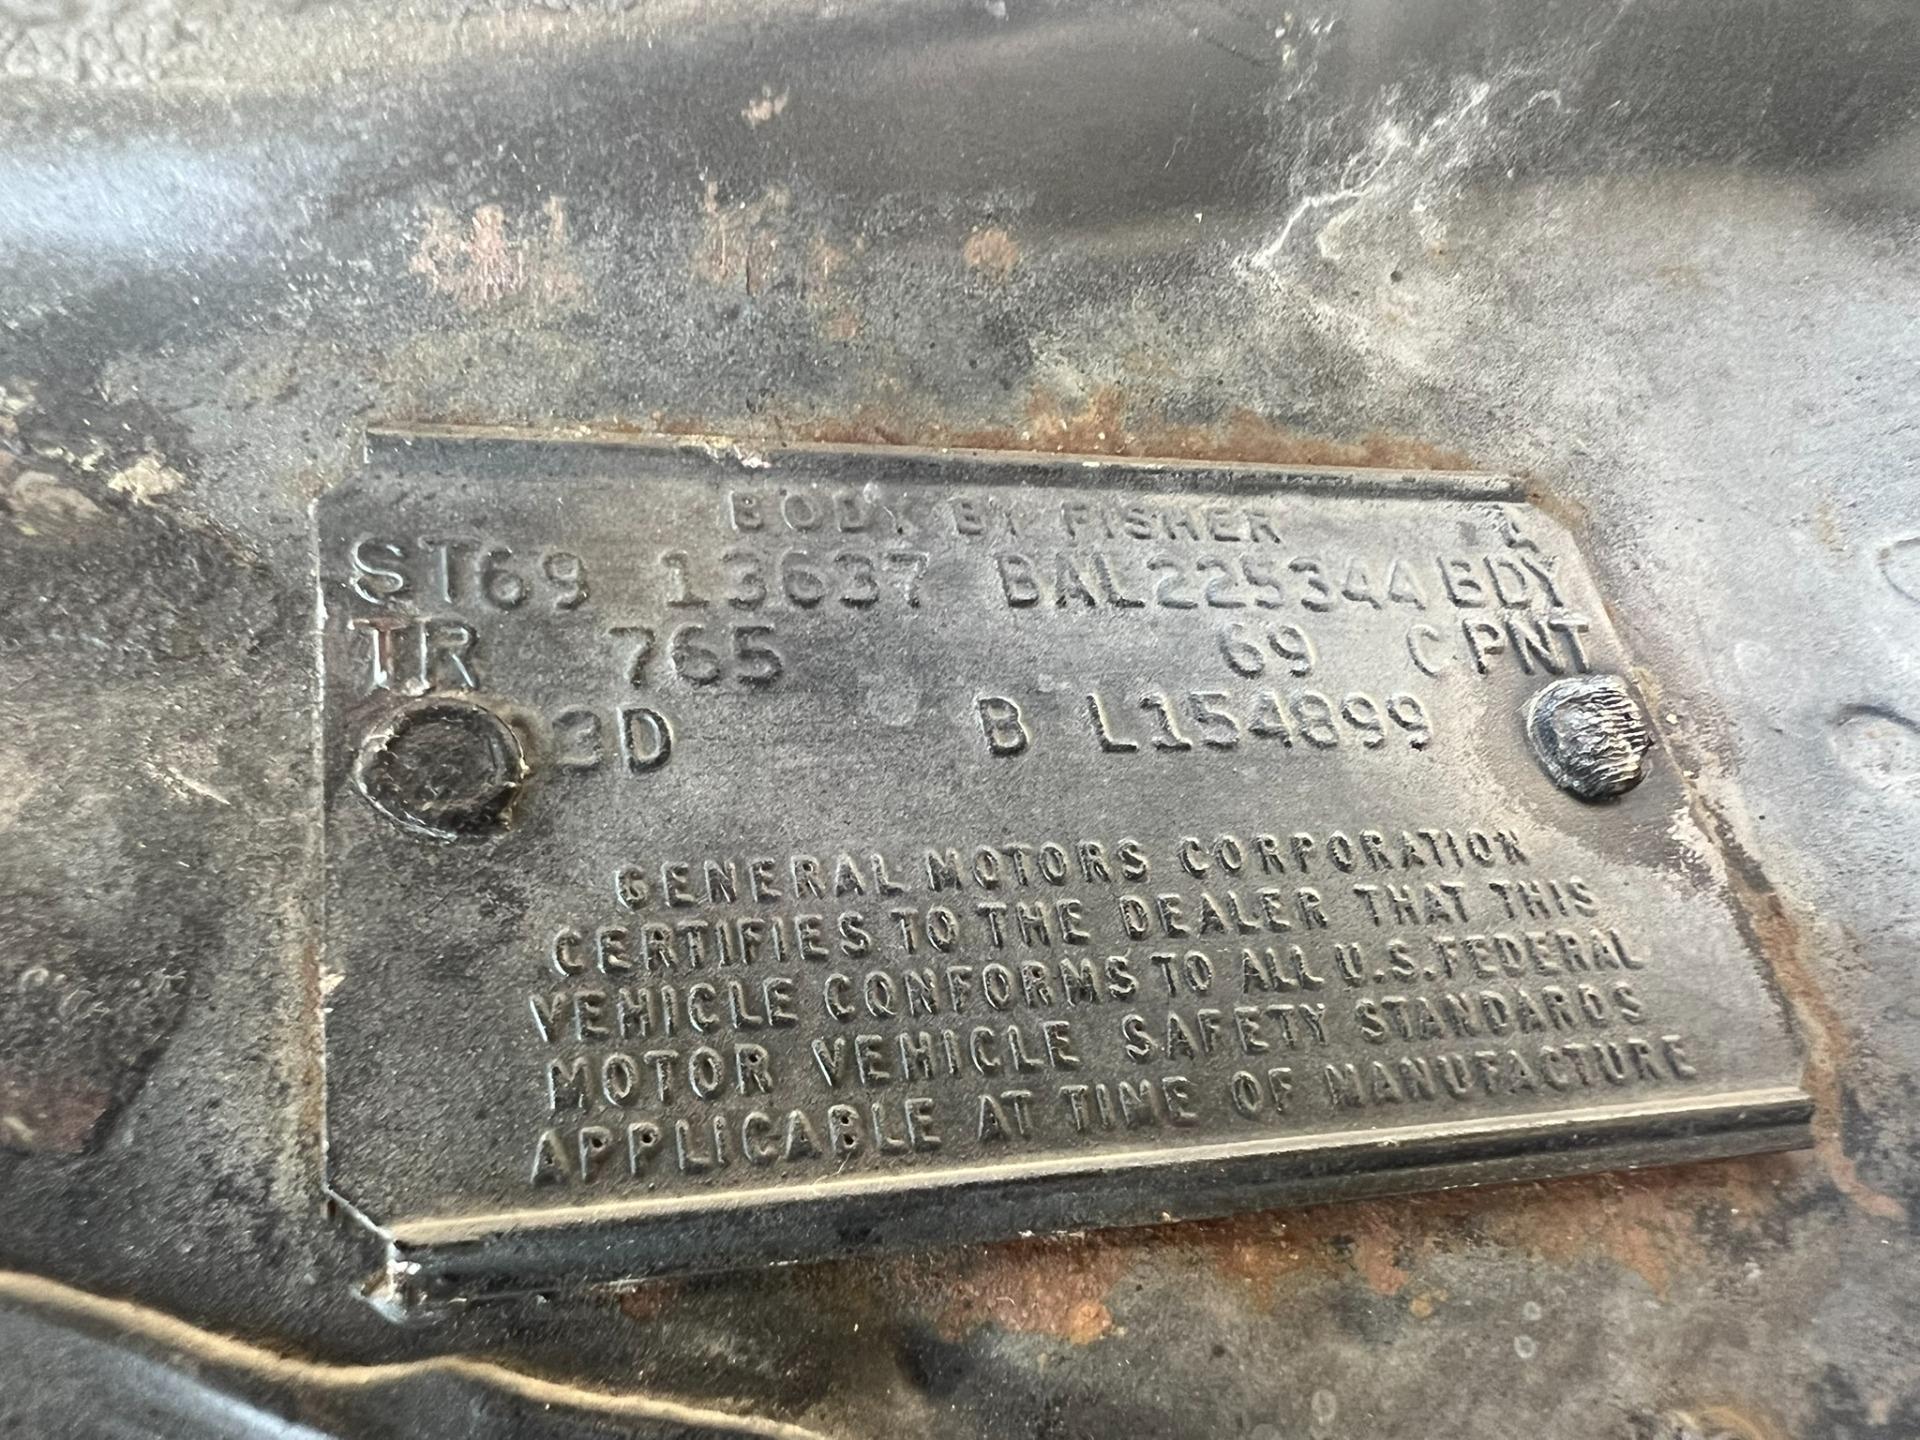 BODY BY FISHER
ST69 13637 BAL225344 BDY
TR 765 69 C PNT
3D B L154899
GENERAL MOTORS CORPORATION
CERTIFIES TO THE DEALER THAT THIS
VEHICLE CONFORMS TO ALL U.S. FEDERAL
MOTOR VEHICLE SAFETY STANDARDS
APPLICABLE AT TIME OF MANUFACTURE